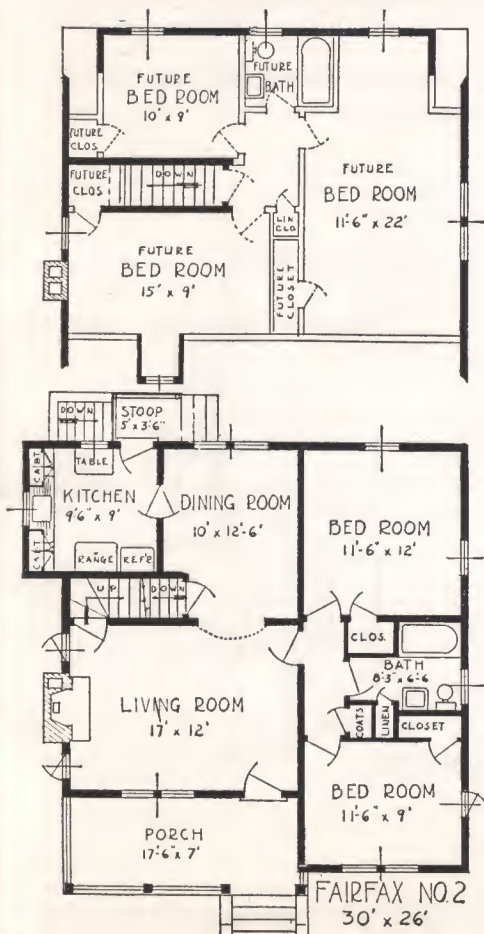 FUTURE
BED ROOM
10' x 9'
FUTURE
BATH
FUTURE
CLOS.
FUTURE
CLOS.
DOWN
FUTURE
BED ROOM
11'-6" x 22'
LIN
CLO.
FUTURE
BED ROOM
15' x 9'
FUTURE
CLOSET
DOWN
STOOP
5' x 3'6"
CABT.
TABLE
KITCHEN
9'6" x 9'
DINING ROOM
10' x 12'-6"
BED ROOM
11'-6" x 12'
CABT.
RANGE
REF'R
UP
DOWN
CLOS.
BATH
8'-3" x 6'-6
LIVING ROOM
17' x 12'
COATS
LINEN
CLOSET
BED ROOM
11'-6" x 9'
PORCH
17'-6" x 7'
FAIRFAX NO. 2
30' x 26'